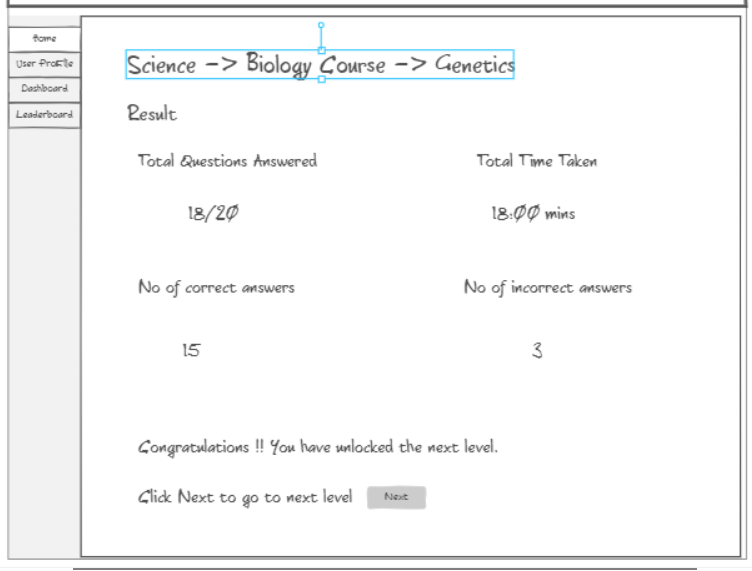 Home
User Profile
Dashboard
Leaderboard
Science -> Biology Course -> Genetics
Result
Total Questions Answered
Total Time Taken
18/20
18:00 mins
No of correct answers
No of incorrect answers
15
3
Congratulations !! You have unlocked the next level.
Click Next to go to next level
Next